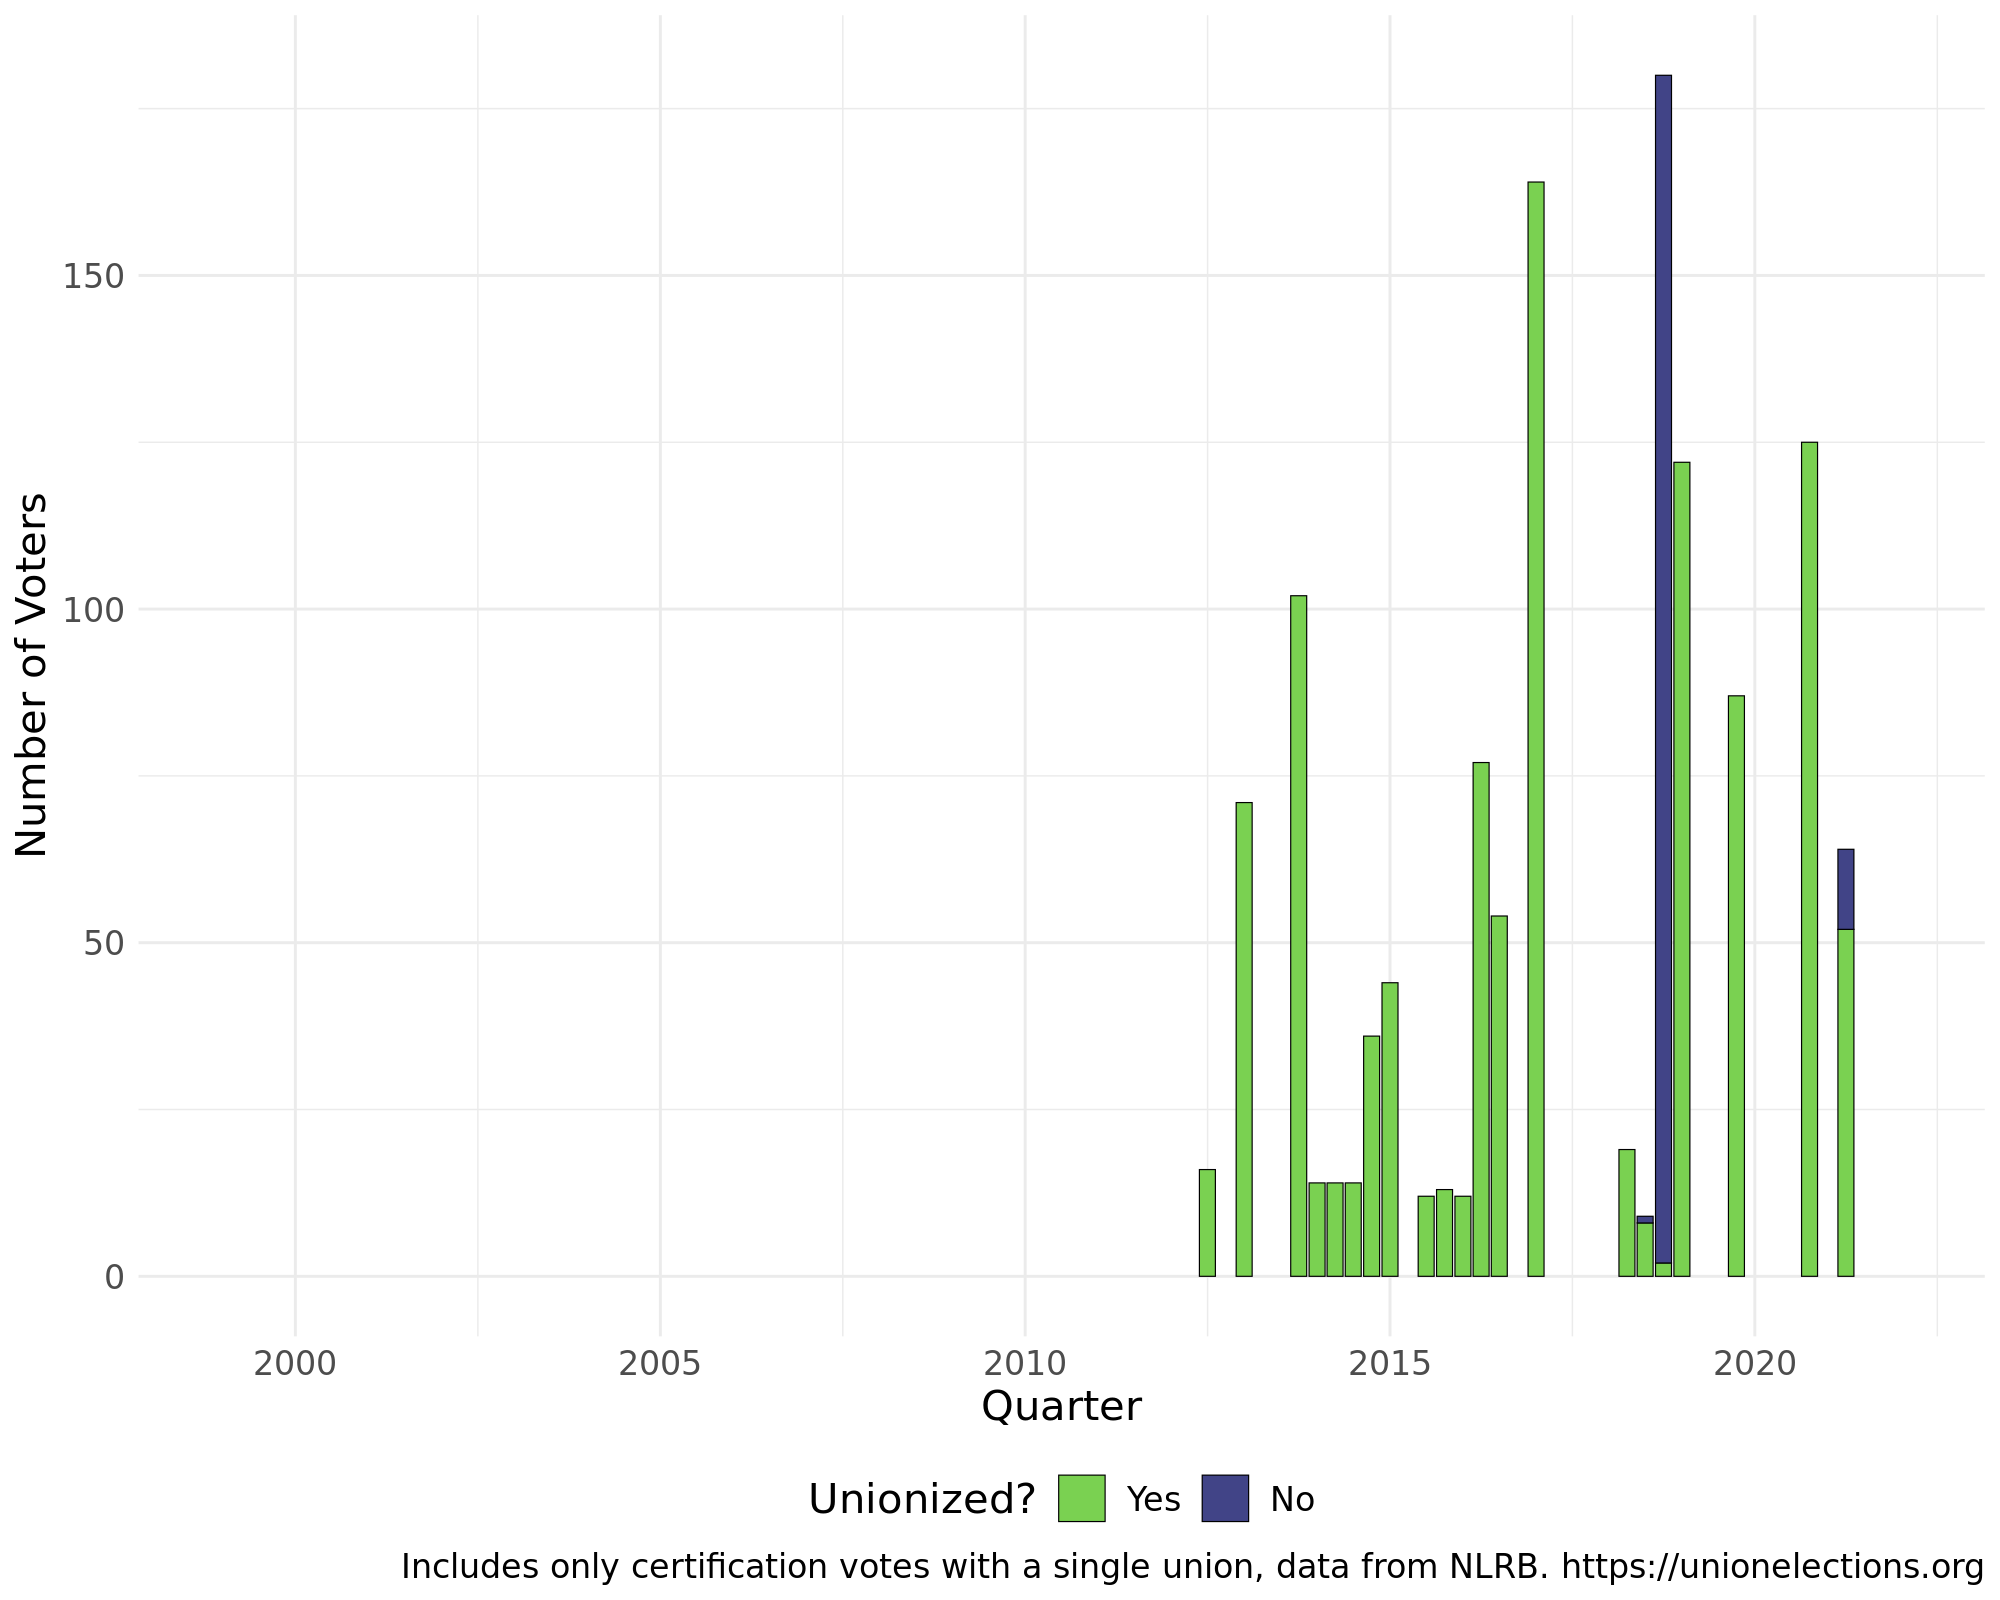 Number of Voters
150
100
50
0
2000 2005 2010 2015 2020
Quarter
Unionized? Yes No
Includes only certification votes with a single union, data from NLRB. https://unionelections.org